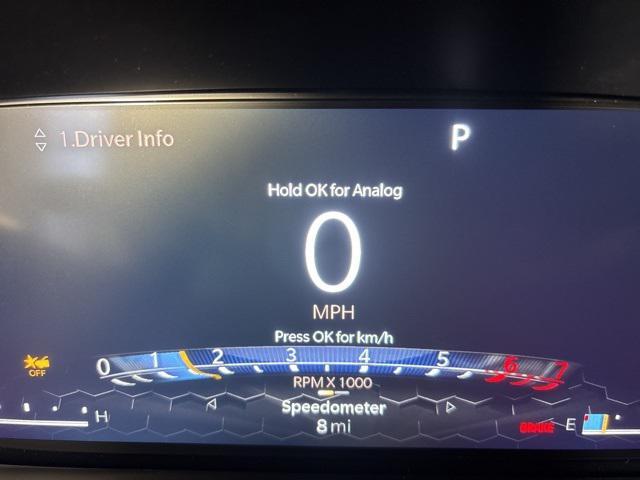 1.Driver Info
P
Hold OK for Analog
0
MPH
Press OK for km/h
0 1 2 3 4 5 6 7
OFF
RPM X 1000
Speedometer
H
8 mi
BRAKE
E